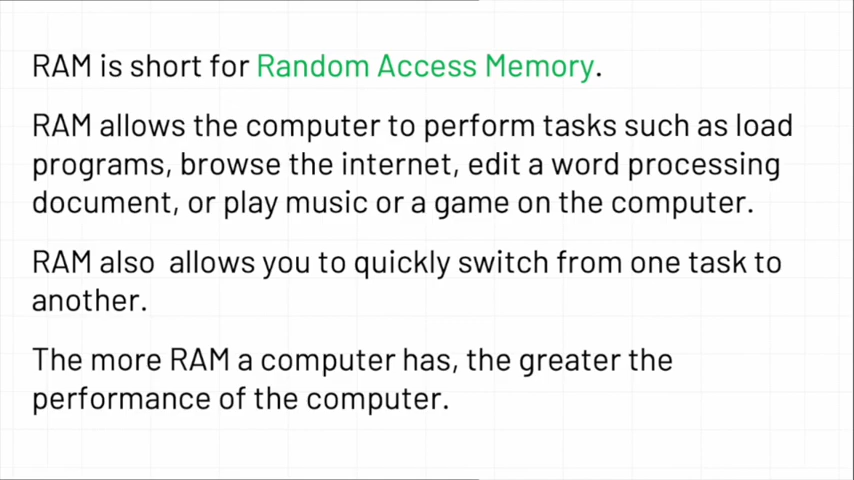 RAM is short for Random Access Memory.
RAM allows the computer to perform tasks such as load
programs, browse the internet, edit a word processing
document, or play music or a game on the computer.
RAM also  allows you to quickly switch from one task to
another.
The more RAM a computer has, the greater the
performance of the computer.